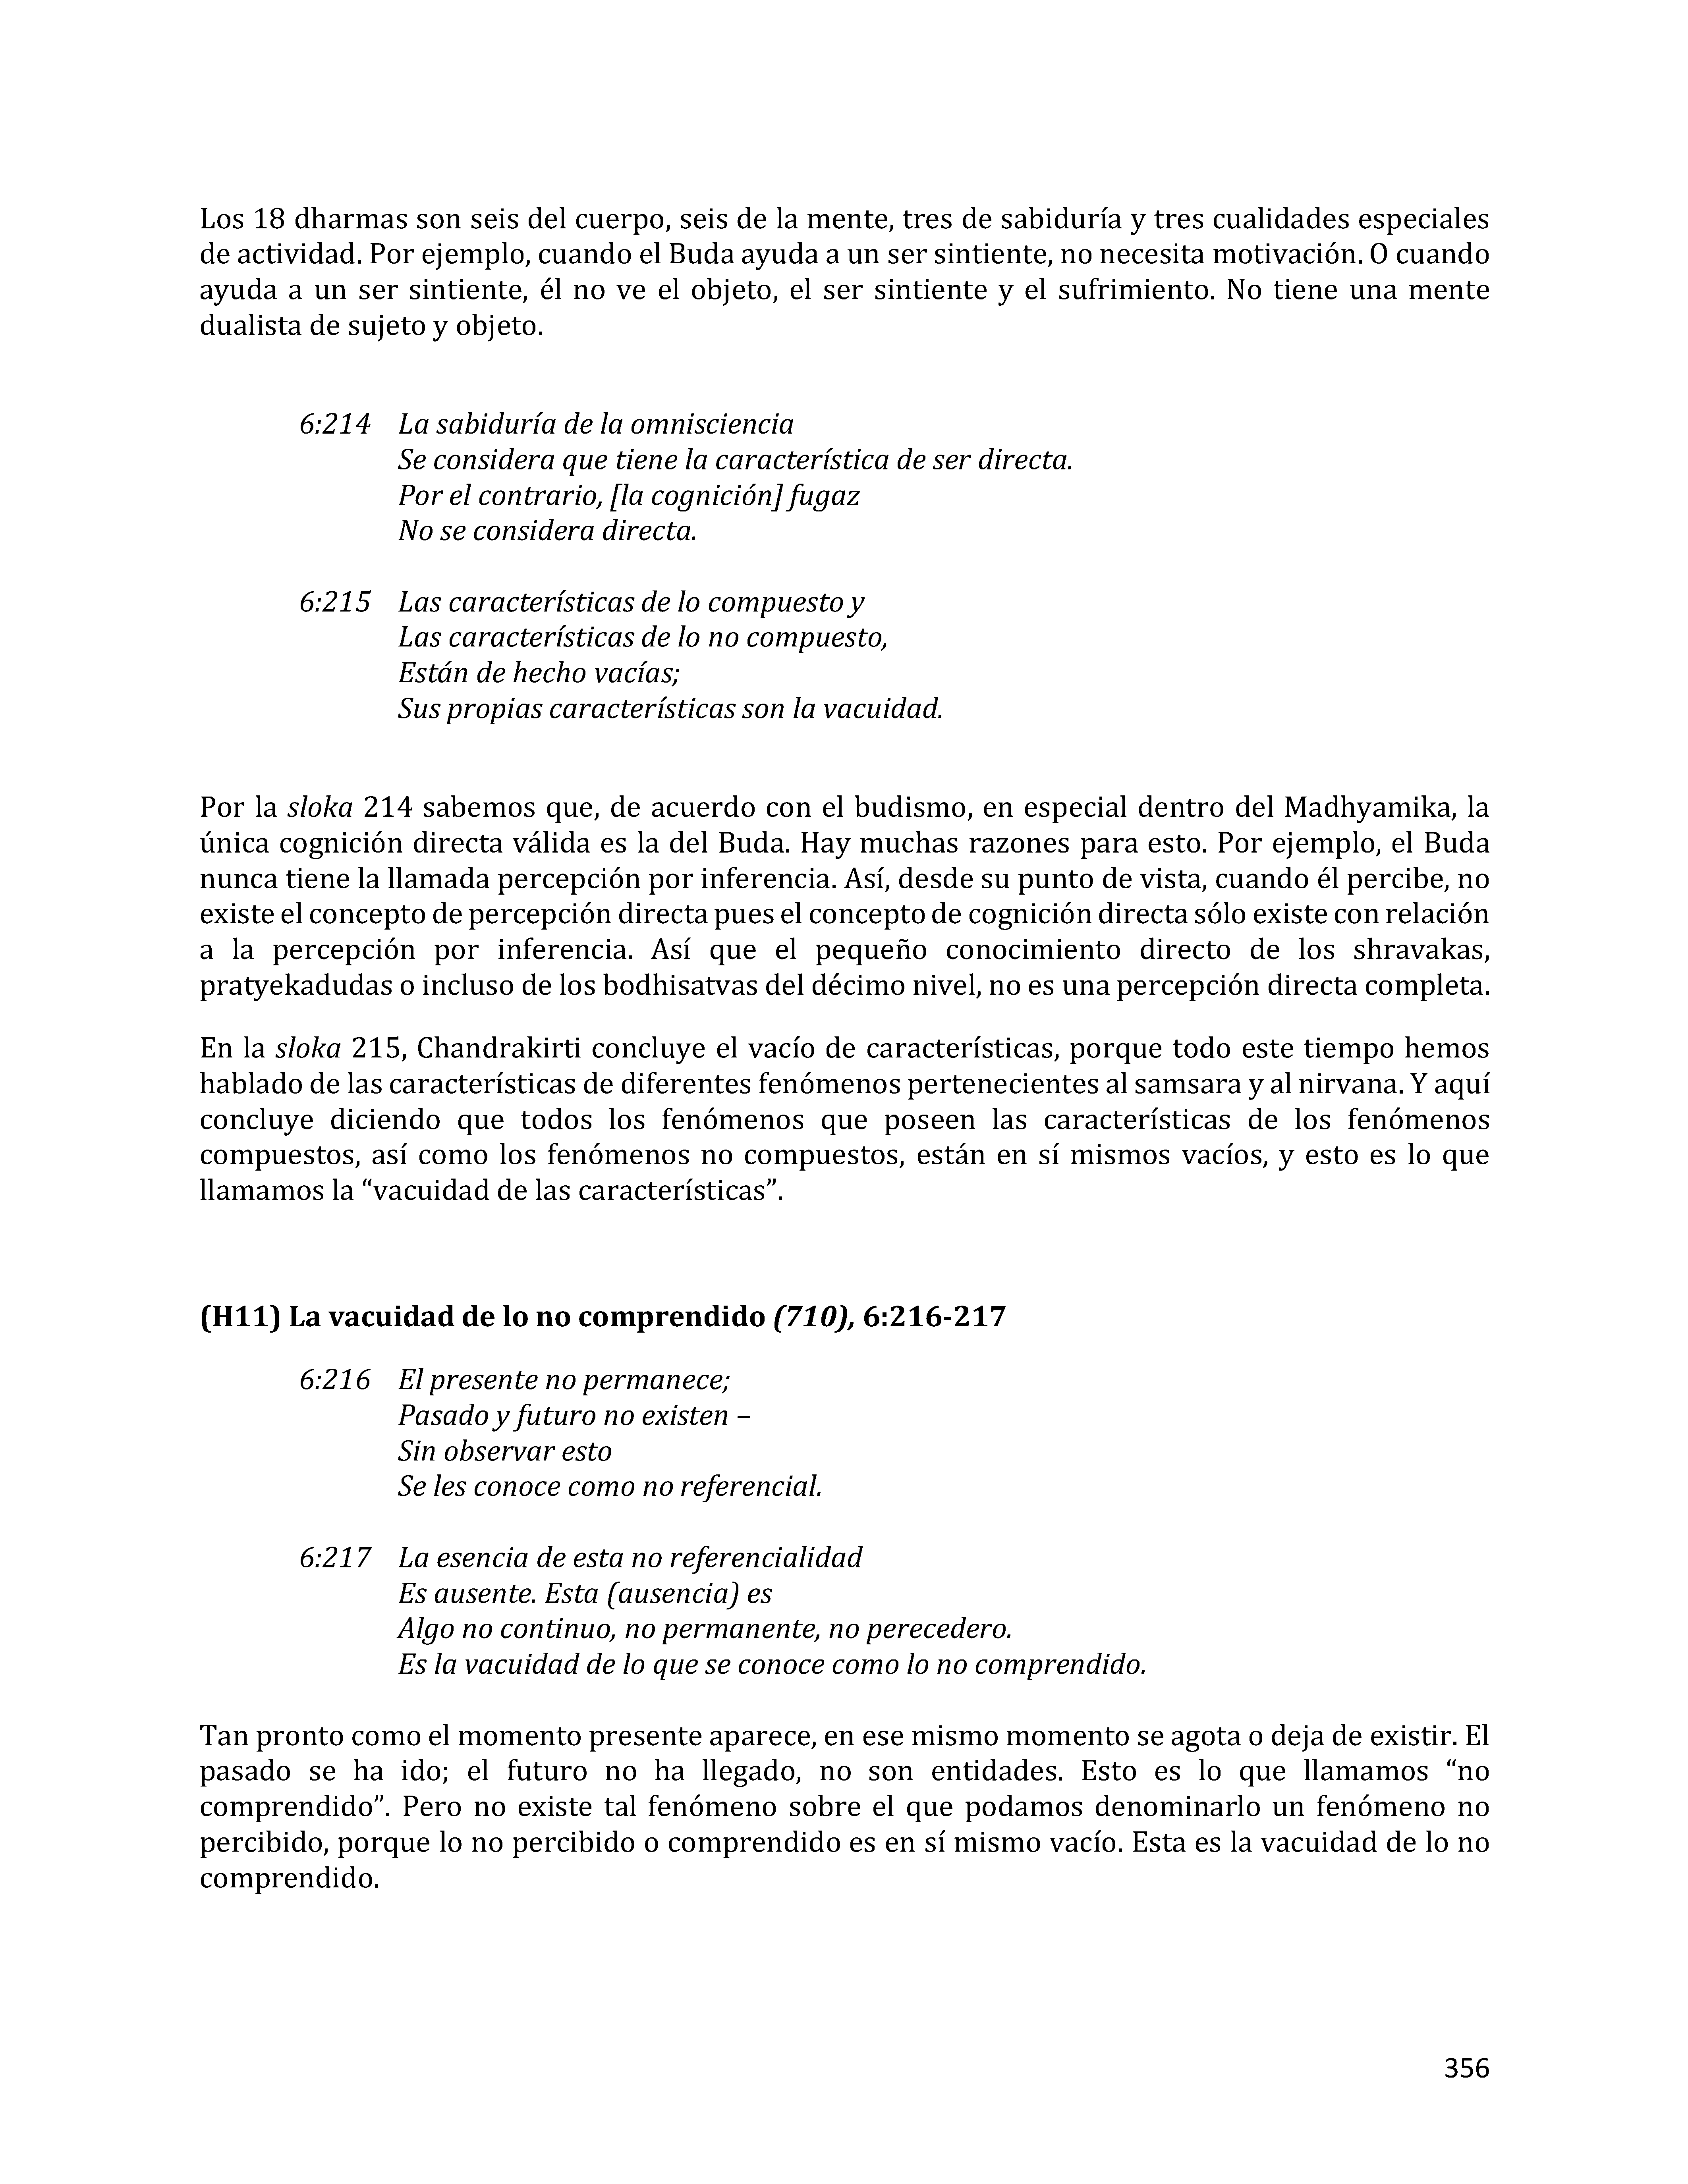 Los 18 dharmas son seis del cuerpo, seis de la mente, tres de sabiduría y tres cualidades especiales
de actividad. Por ejemplo, cuando el Buda ayuda a un ser sintiente, no necesita motivación. O cuando
ayuda a un ser sintiente, él no ve el objeto, el ser sintiente y el sufrimiento. No tiene una mente
dualista de sujeto y objeto.
6:214 La sabiduría de la omnisciencia
Se considera que tiene la característica de ser directa.
Por el contrario, [la cognición] fugaz
No se considera directa.
6:215 Las características de lo compuesto y
Las características de lo no compuesto,
Están de hecho vacías;
Sus propias características son la vacuidad.
Por la sloka 214 sabemos que, de acuerdo con el budismo, en especial dentro del Madhyamika, la
única cognición directa válida es la del Buda. Hay muchas razones para esto. Por ejemplo, el Buda
nunca tiene la llamada percepción por inferencia. Así, desde su punto de vista, cuando él percibe, no
existe el concepto de percepción directa pues el concepto de cognición directa sólo existe con relación
a la percepción por inferencia. Así que el pequeño conocimiento directo de los shravakas,
pratyekadudas o incluso de los bodhisatvas del décimo nivel, no es una percepción directa completa.
En la sloka 215, Chandrakirti concluye el vacío de características, porque todo este tiempo hemos
hablado de las características de diferentes fenómenos pertenecientes al samsara y al nirvana. Y aquí
concluye diciendo que todos los fenómenos que poseen las características de los fenómenos
compuestos, así como los fenómenos no compuestos, están en sí mismos vacíos, y esto es lo que
llamamos la “vacuidad de las características”.
(H11) La vacuidad de lo no comprendido (710), 6:216-217
6:216 El presente no permanece;
Pasado y futuro no existen –
Sin observar esto
Se les conoce como no referencial.
6:217 La esencia de esta no referencialidad
Es ausente. Esta (ausencia) es
Algo no continuo, no permanente, no perecedero.
Es la vacuidad de lo que se conoce como lo no comprendido.
Tan pronto como el momento presente aparece, en ese mismo momento se agota o deja de existir. El
pasado se ha ido; el futuro no ha llegado, no son entidades. Esto es lo que llamamos “no
comprendido”. Pero no existe tal fenómeno sobre el que podamos denominarlo un fenómeno no
percibido, porque lo no percibido o comprendido es en sí mismo vacío. Esta es la vacuidad de lo no
comprendido.
356